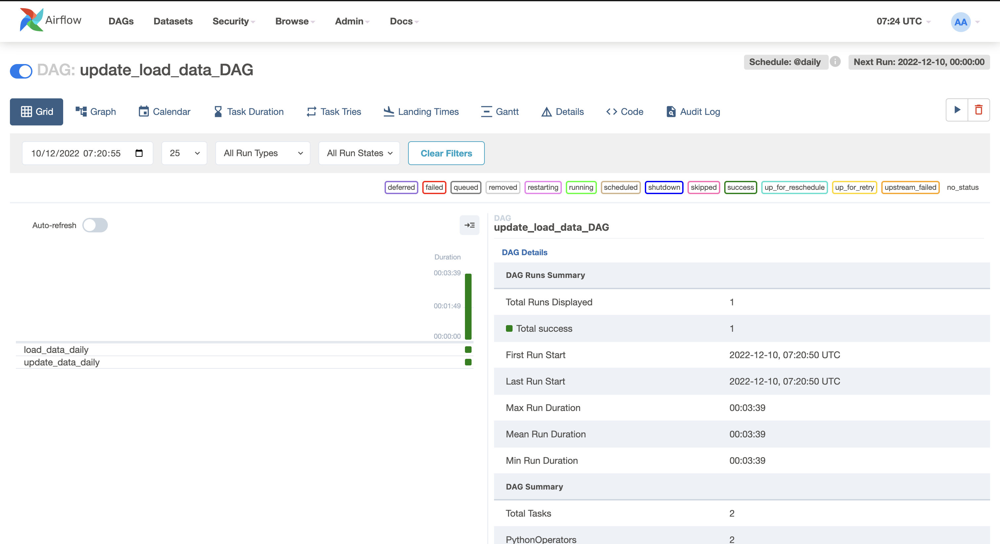 Airflow DAGs Datasets Security Browse Admin Docs 07:24 UTC AA
Schedule: @daily i Next Run: 2022-12-10, 00:00:00
DAG: update_load_data_DAG
Grid Graph Calendar Task Duration Task Tries Landing Times Gantt Details Code Audit Log
10/12/2022 07:20:55 25 All Run Types All Run States Clear Filters
deferred failed queued removed restarting running scheduled shutdown skipped success up_for_reschedule up_for_retry upstream_failed no_status
Auto-refresh
Duration
00:03:39
00:01:49
00:00:00
load_data_daily
update_data_daily
DAG
update_load_data_DAG
DAG Details
DAG Runs Summary
Total Runs Displayed 1
Total success 1
First Run Start 2022-12-10, 07:20:50 UTC
Last Run Start 2022-12-10, 07:20:50 UTC
Max Run Duration 00:03:39
Mean Run Duration 00:03:39
Min Run Duration 00:03:39
DAG Summary
Total Tasks 2
PythonOperators 2